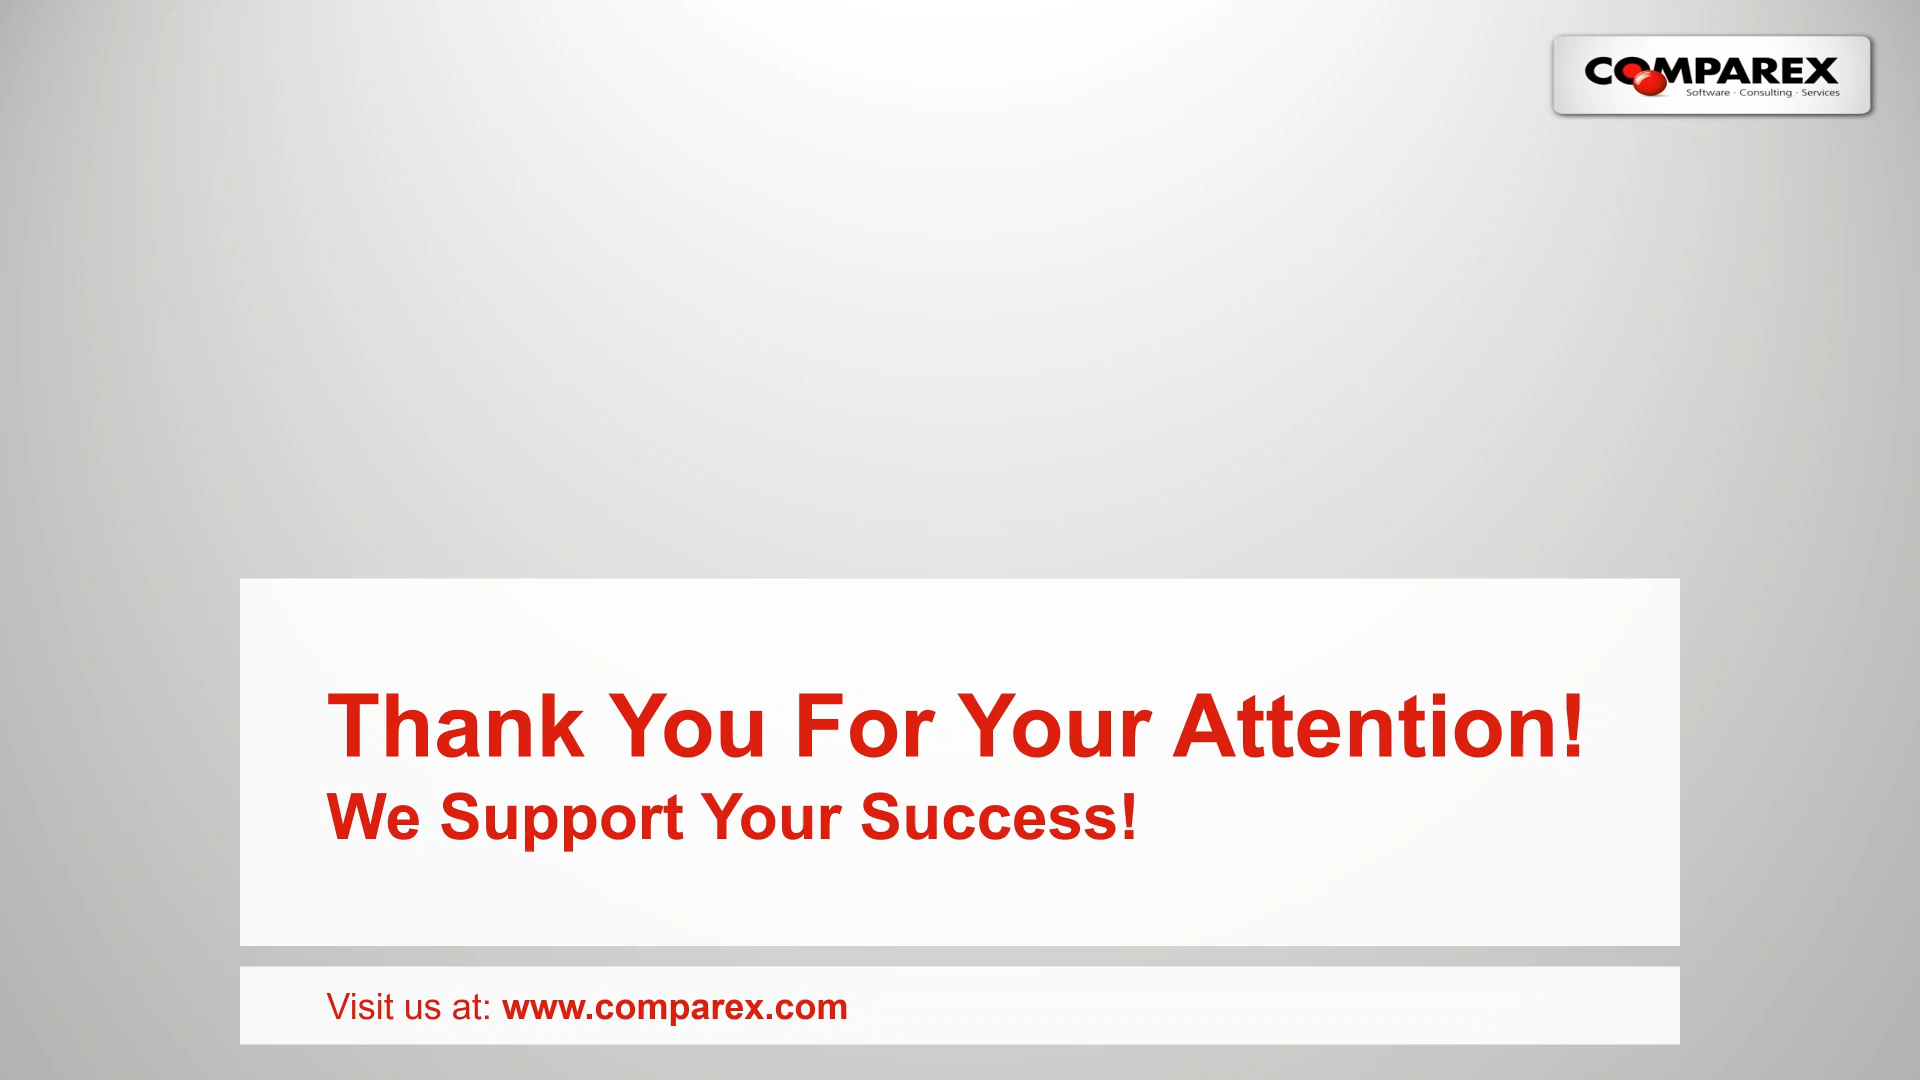 COMPAREX
Software · Consulting · Services
Thank You For Your Attention!
We Support Your Success!
Visit us at: www.comparex.com